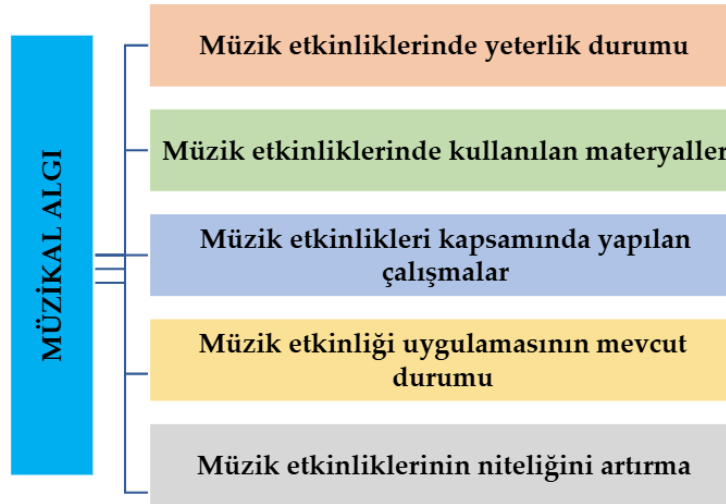 MÜZİKAL ALGI
Müzik etkinliklerinde yeterlik durumu
Müzik etkinliklerinde kullanılan materyaller
Müzik etkinlikleri kapsamında yapılan
çalışmalar
Müzik etkinliği uygulamasının mevcut
durumu
Müzik etkinliklerinin niteliğini artırma